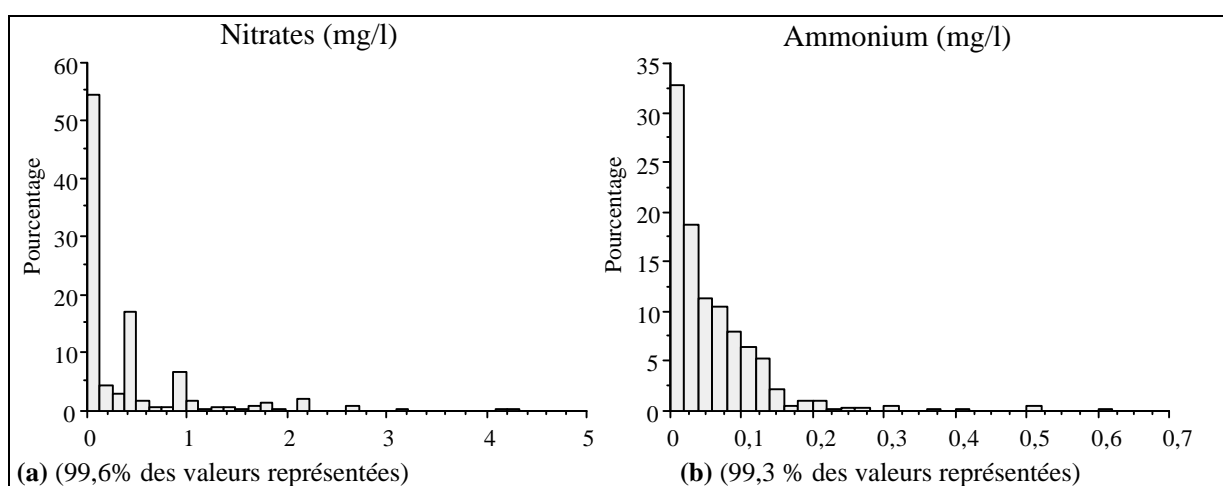 Nitrates (mg/l)
Pourcentage
60
50
40
30
20
10
0
0 1 2 3 4 5
(a) (99,6% des valeurs représentées)
Ammonium (mg/l)
Pourcentage
35
30
25
20
15
10
5
0
0 0,1 0,2 0,3 0,4 0,5 0,6 0,7
(b) (99,3 % des valeurs représentées)